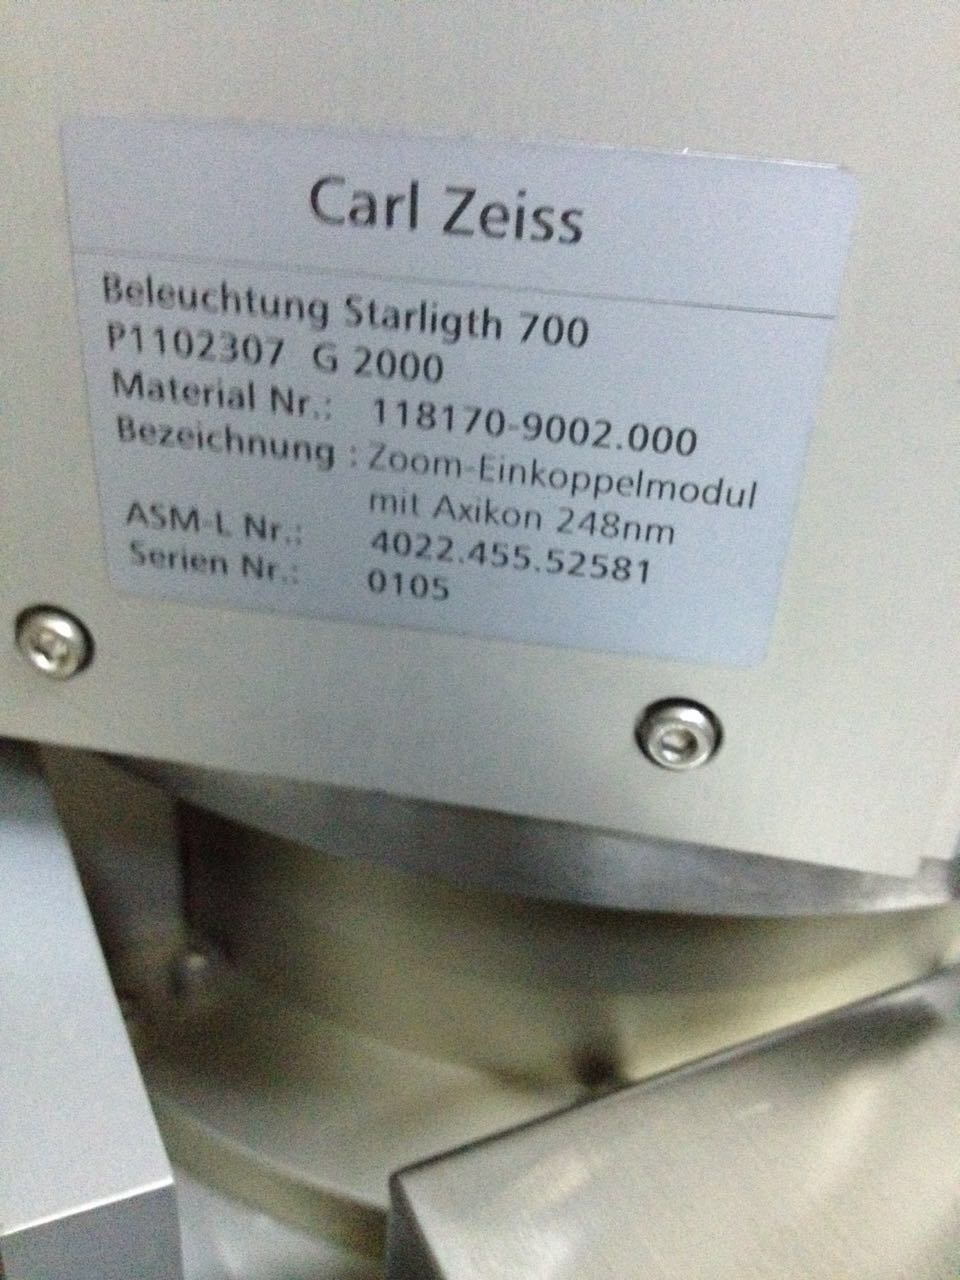 Carl Zeiss
Beleuchtung Starligth 700
P1102307 G 2000
Material Nr.: 118170-9002.000
Bezeichnung : Zoom-Einkoppelmodul
mit Axikon 248nm
ASM-L Nr.: 4022.455.52581
Serien Nr.: 0105